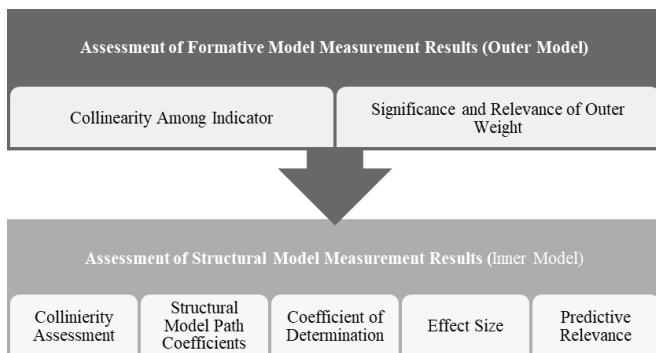 Assessment of Formative Model Measurement Results (Outer Model)
Collinearity Among Indicator
Significance and Relevance of Outer
Weight
Assessment of Structural Model Measurement Results (Inner Model)
Collinierity
Assessment
Structural
Model Path
Coefficients
Coefficient of
Determination
Effect Size
Predictive
Relevance